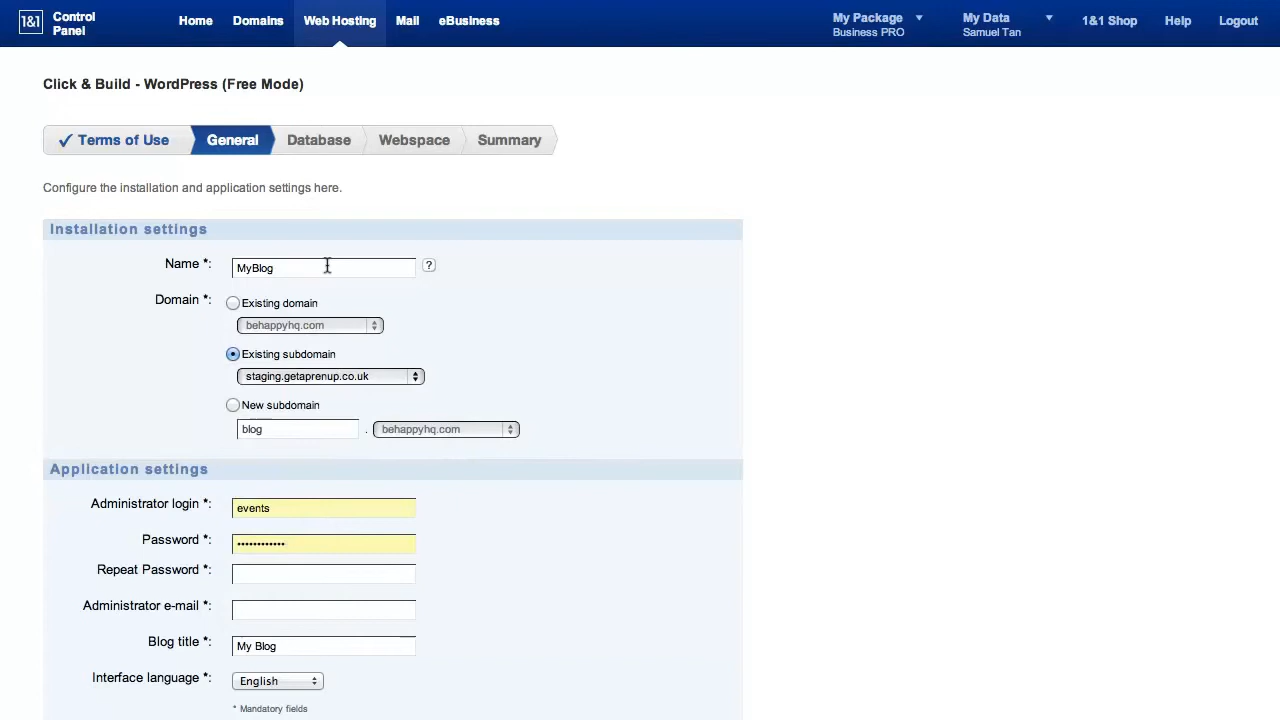 1&1 Control Panel
Home Domains Web Hosting Mail eBusiness
My Package Business PRO
My Data Samuel Tan
1&1 Shop Help Logout
Click & Build - WordPress (Free Mode)
Terms of Use General Database Webspace Summary
Configure the installation and application settings here.
Installation settings
Name *: MyBlog ?
Domain *: Existing domain
behappyhq.com
Existing subdomain
staging.getaprenup.co.uk
New subdomain
blog . behappyhq.com
Application settings
Administrator login *: events
Password *: ••••••••••••
Repeat Password *:
Administrator e-mail *:
Blog title *: My Blog
Interface language *: English
* Mandatory fields